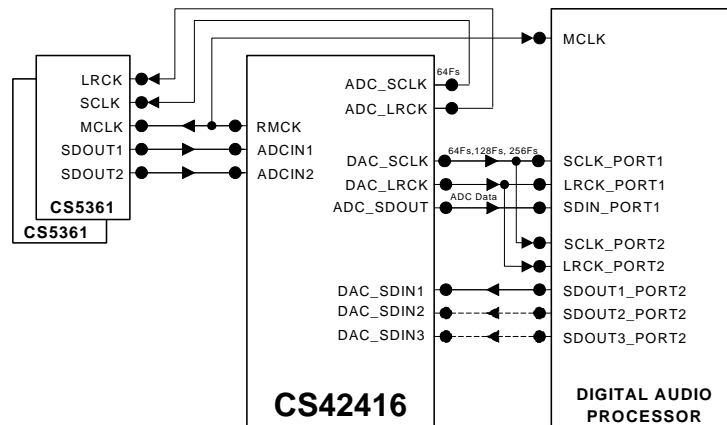 LRCK
SCLK
MCLK
SDOUT1
SDOUT2
CS5361
CS5361
RMCK
ADCIN1
ADCIN2
64Fs
ADC_SCLK
ADC_LRCK
DAC_SCLK
DAC_LRCK
ADC_SDOUT
DAC_SDIN1
DAC_SDIN2
DAC_SDIN3
CS42416
64Fs,128Fs, 256Fs
ADC Data
MCLK
SCLK_PORT1
LRCK_PORT1
SDIN_PORT1
SCLK_PORT2
LRCK_PORT2
SDOUT1_PORT2
SDOUT2_PORT2
SDOUT3_PORT2
DIGITAL AUDIO
PROCESSOR